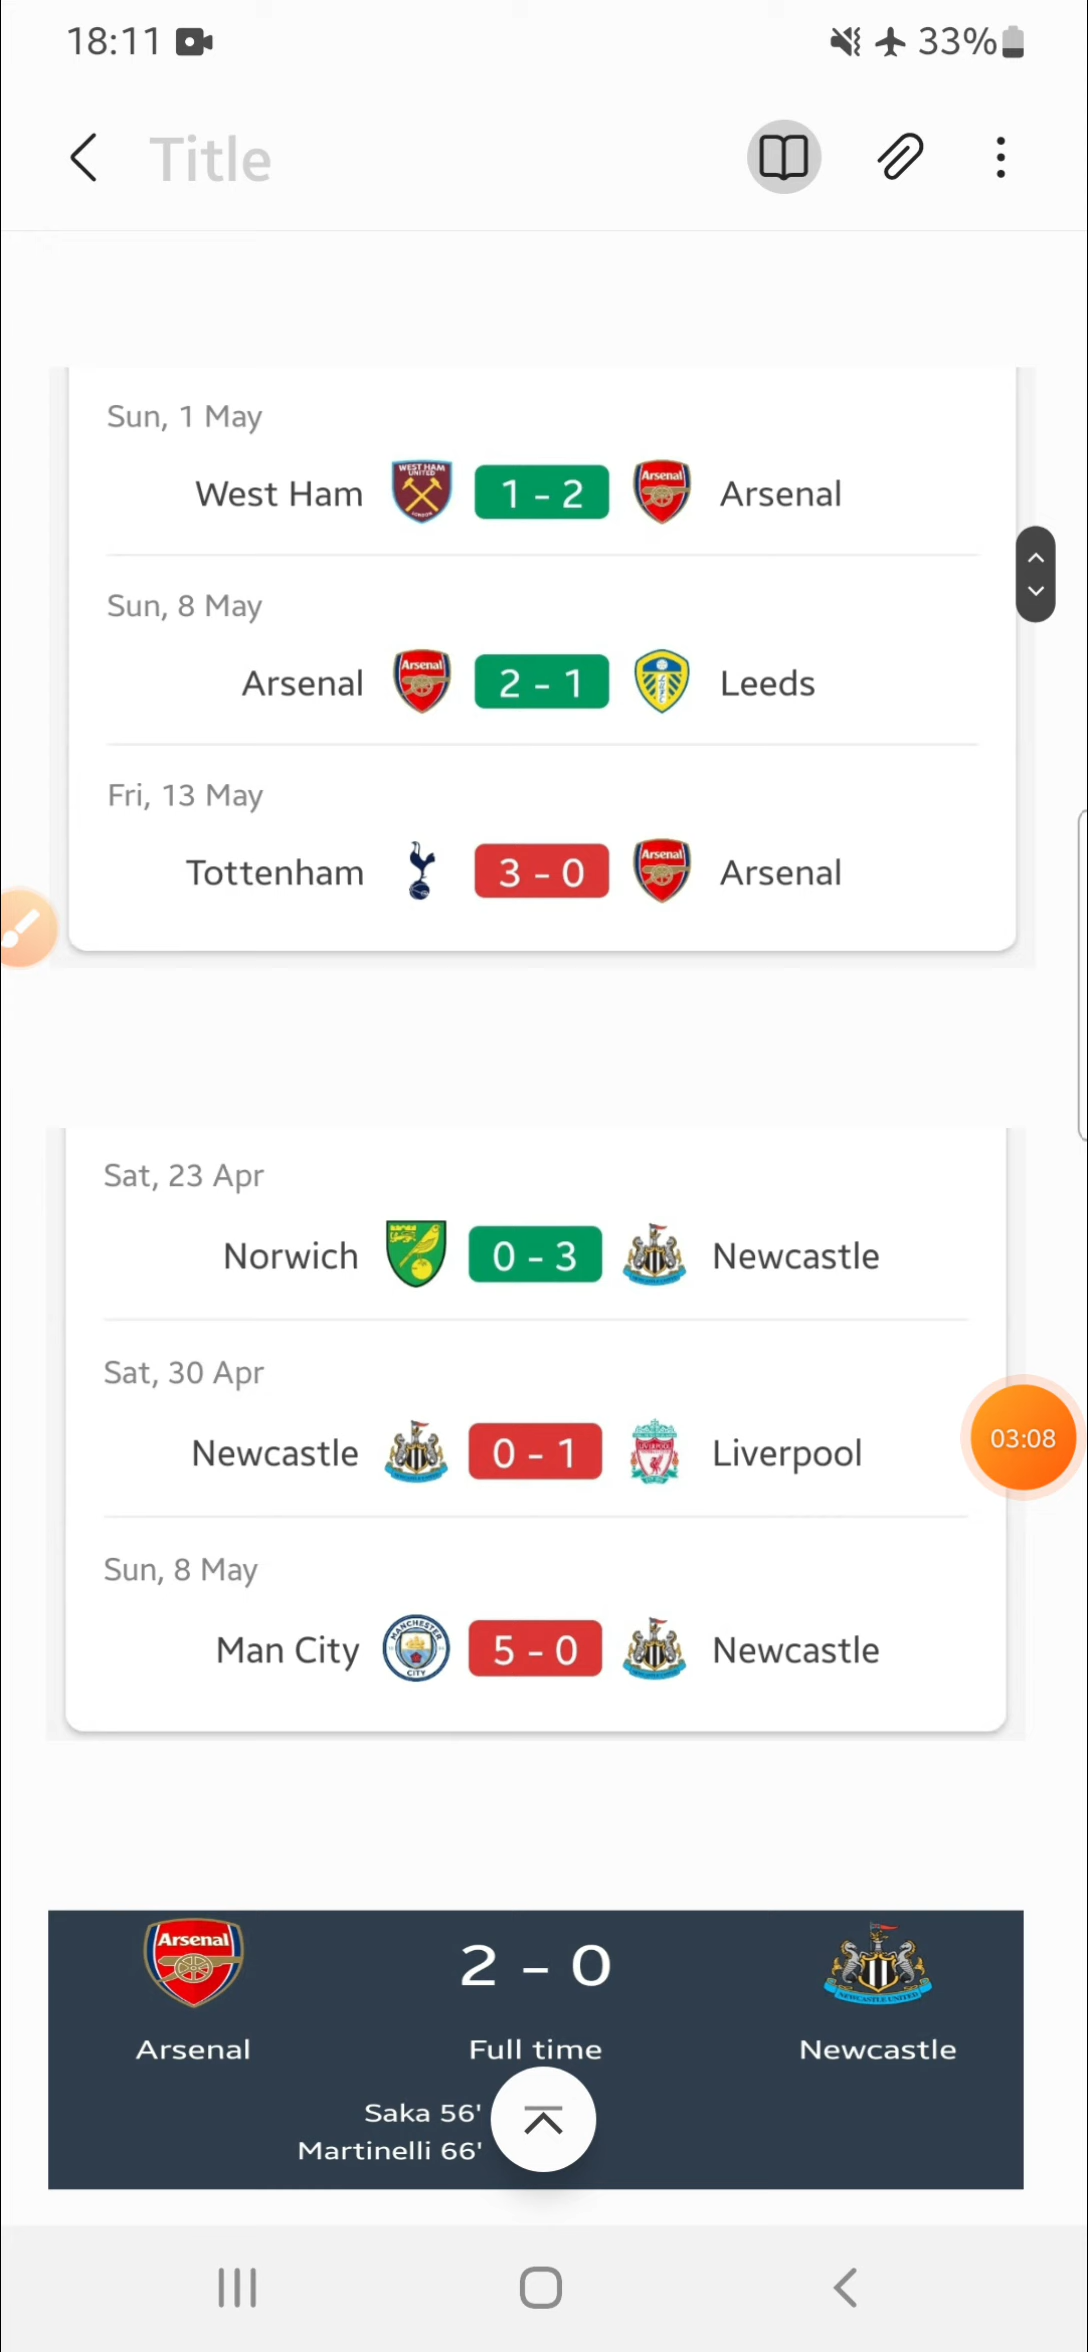 18:11
33%
Title
Sun, 1 May
West Ham 1 - 2 Arsenal
Sun, 8 May
Arsenal 2 - 1 Leeds
Fri, 13 May
Tottenham 3 - 0 Arsenal
Sat, 23 Apr
Norwich 0 - 3 Newcastle
Sat, 30 Apr
Newcastle 0 - 1 Liverpool
03:08
Sun, 8 May
Man City 5 - 0 Newcastle
Arsenal
2 - 0
NEWCASTLE UNITED
Arsenal Full time Newcastle
Saka 56'
Martinelli 66'